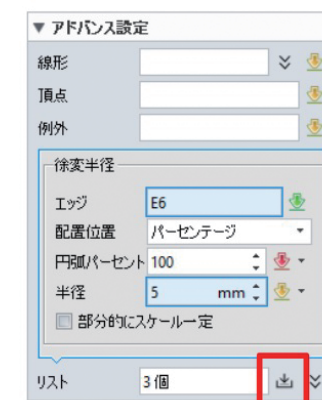 ▼ アドバンス設定
線形
頂点
例外
徐変半径
エッジ E6
配置位置 パーセンテージ
円弧パーセント 100
半径 5 mm
部分的にスケール一定
リスト 3個